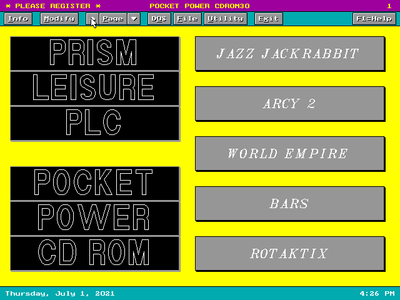 * PLEASE REGISTER * POCKET POWER CDROM30 1
Info Modify Page DOS File Utility Exit F1=Help
PRISM
LEISURE
PLC
POCKET
POWER
CD ROM
JAZZ JACKRABBIT
ARCY 2
WORLD EMPIRE
BARS
ROTAKTIX
Thursday, July 1, 2021 4:26 PM